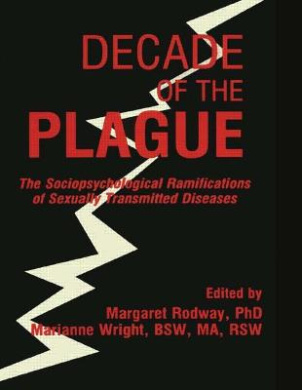 DECADE
OF THE
PLAGUE
The Sociopsychological Ramifications
of Sexually Transmitted Diseases
Edited by
Margaret Rodway, PhD
Marianne Wright, BSW, MA, RSW